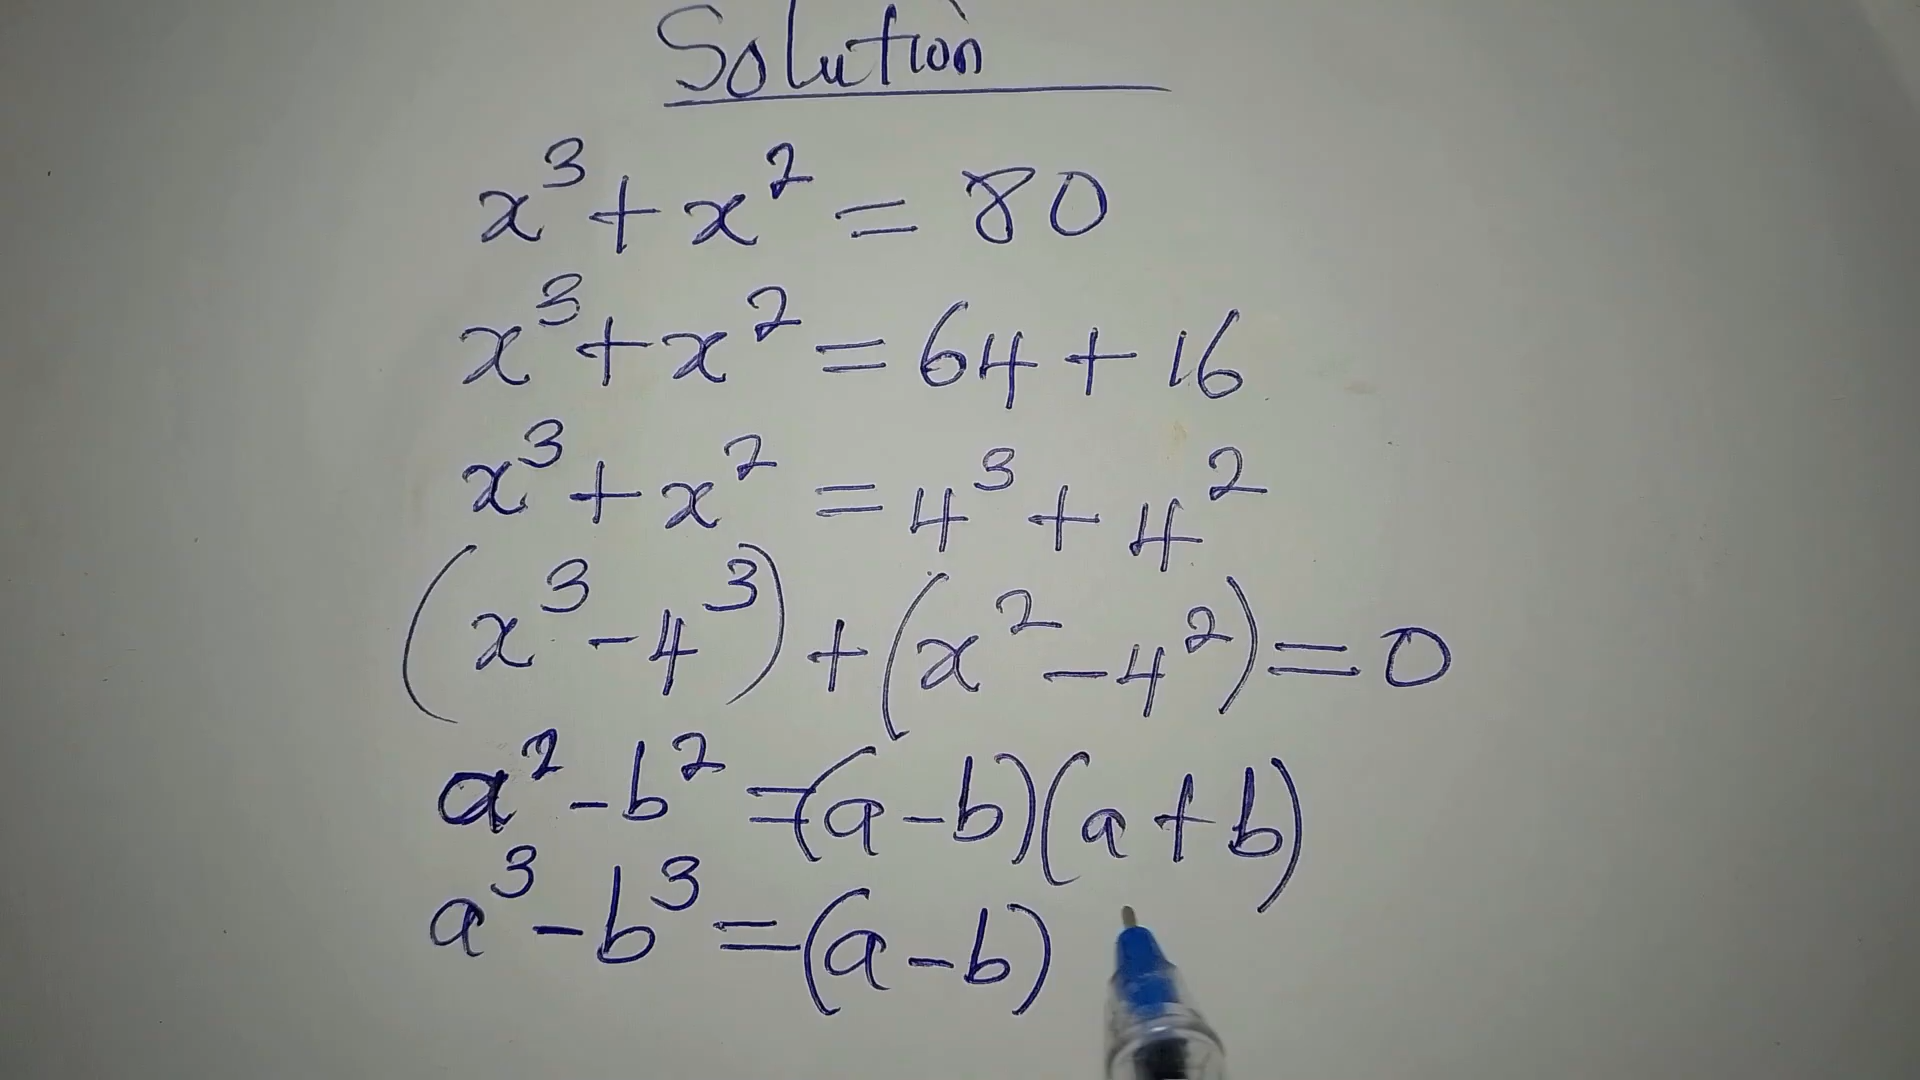 Solution
x³ + x² = 80
x³ + x² = 64 + 16
x³ + x² = 4³ + 4²
(x³ - 4³) + (x² - 4²) = 0
a² - b² = (a - b)(a + b)
a³ - b³ = (a - b)